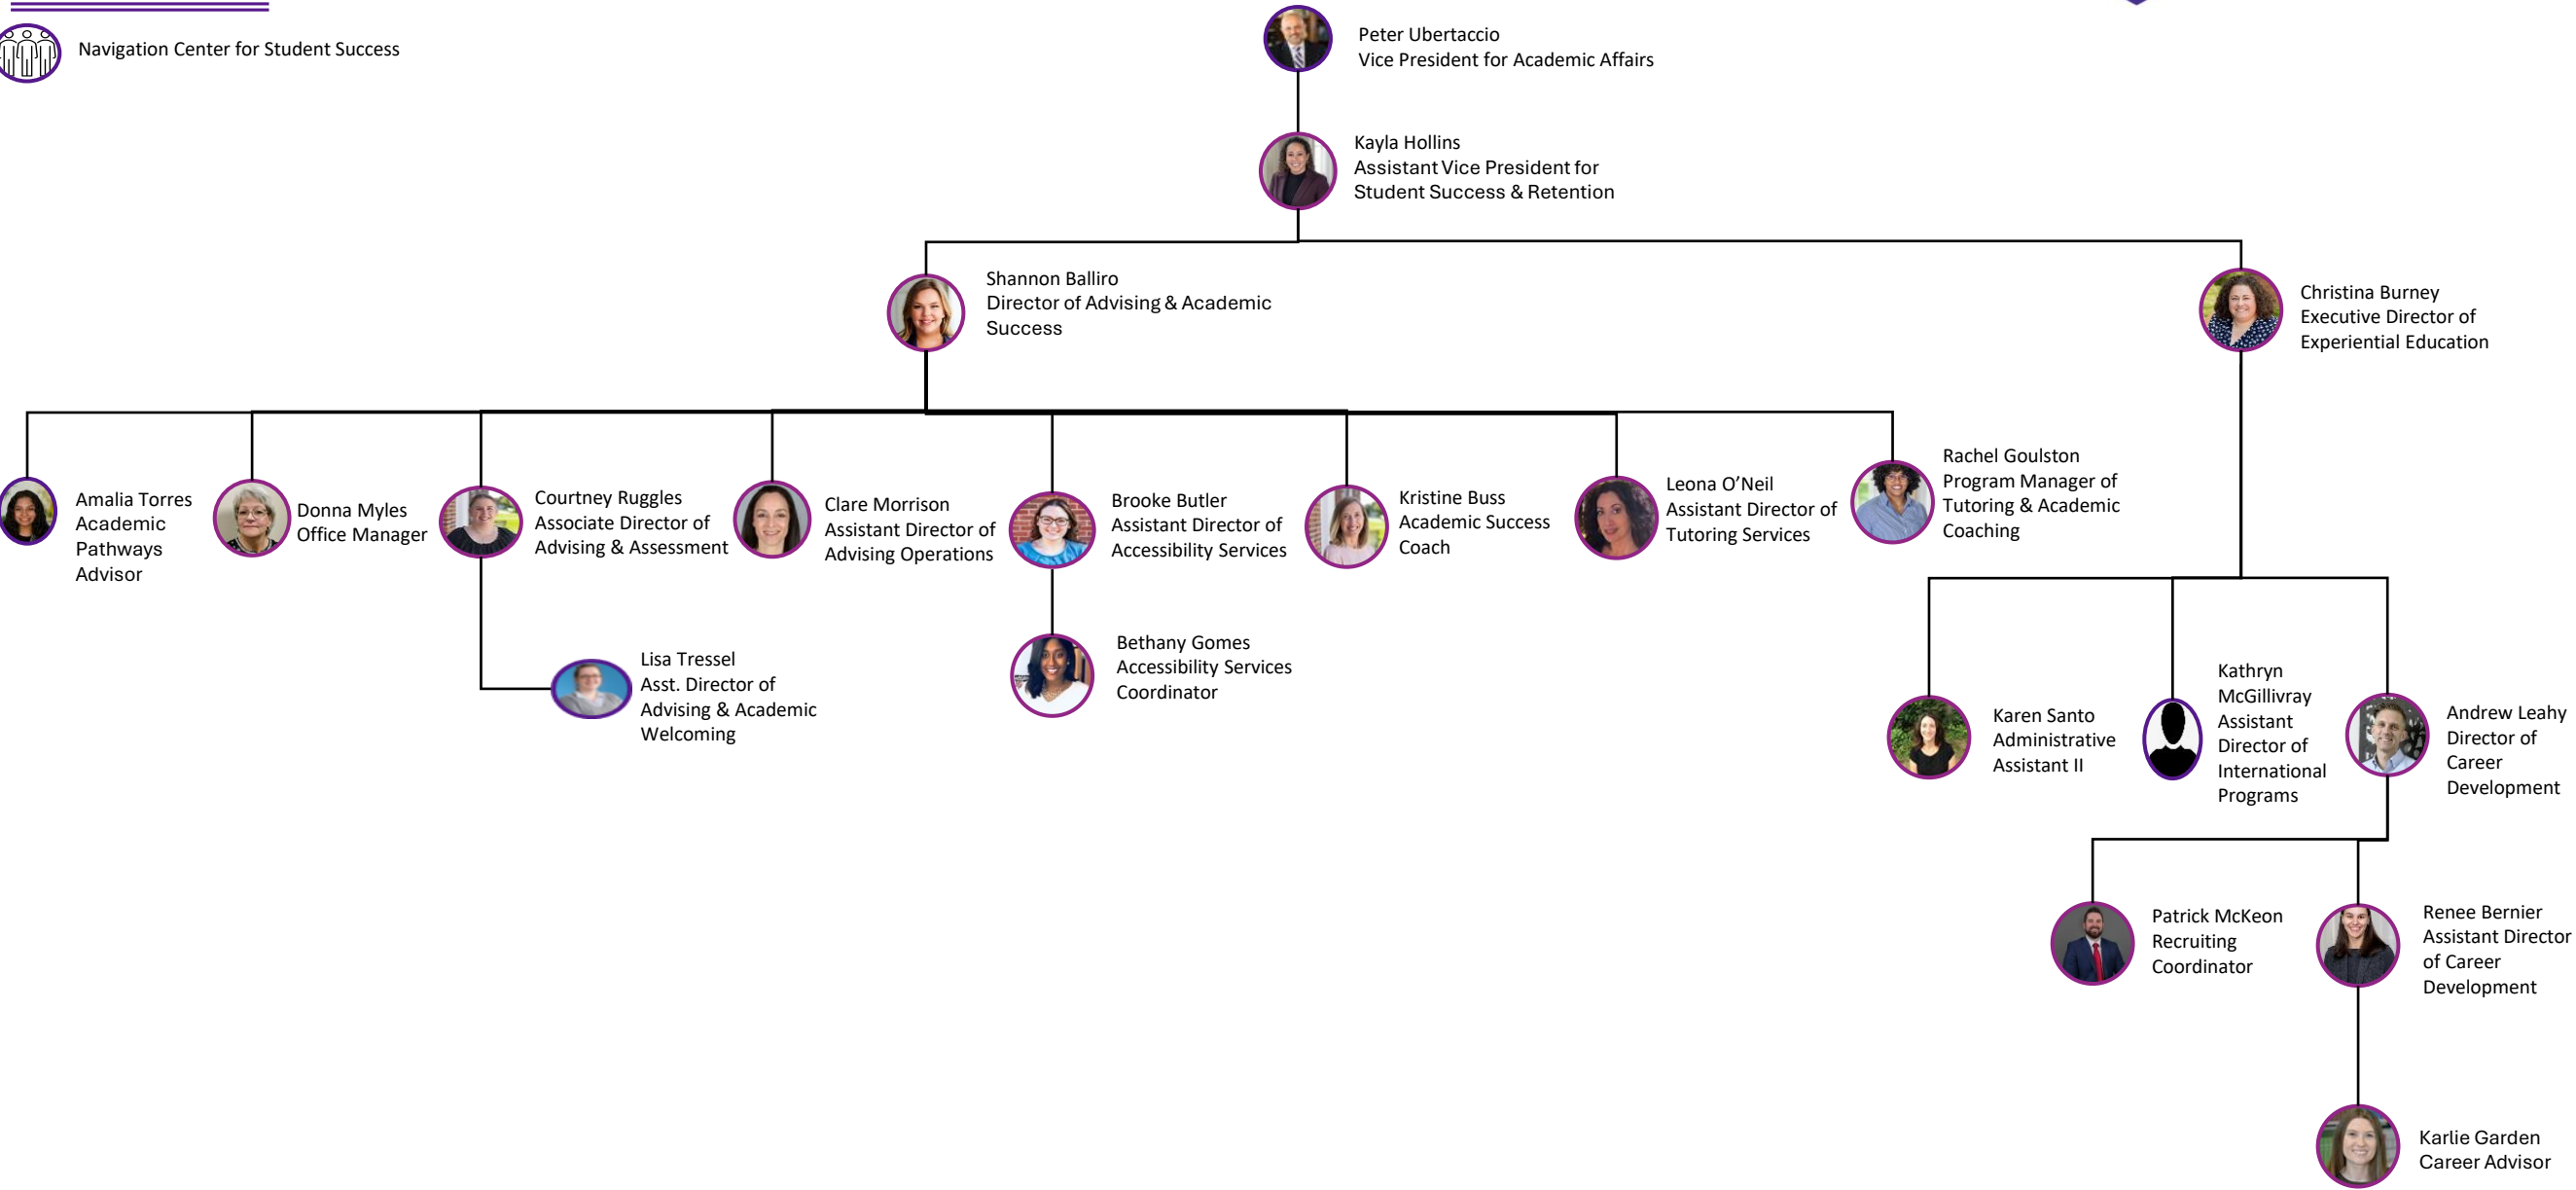 Navigation Center for Student Success
Peter Ubertaccio
Vice President for Academic Affairs
Kayla Hollins
Assistant Vice President for
Student Success & Retention
Shannon Balliro
Director of Advising & Academic
Success
Christina Burney
Executive Director of
Experiential Education
Amalia Torres
Academic
Pathways
Advisor
Donna Myles
Office Manager
Courtney Ruggles
Associate Director of
Advising & Assessment
Clare Morrison
Assistant Director of
Advising Operations
Brooke Butler
Assistant Director of
Accessibility Services
Kristine Buss
Academic Success
Coach
Leona O’Neil
Assistant Director of
Tutoring Services
Rachel Goulston
Program Manager of
Tutoring & Academic
Coaching
Lisa Tressel
Asst. Director of
Advising & Academic
Welcoming
Bethany Gomes
Accessibility Services
Coordinator
Karen Santo
Administrative
Assistant II
Kathryn
McGillivray
Assistant
Director of
International
Programs
Andrew Leahy
Director of
Career
Development
Patrick McKeon
Recruiting
Coordinator
Renee Bernier
Assistant Director
of Career
Development
Karlie Garden
Career Advisor